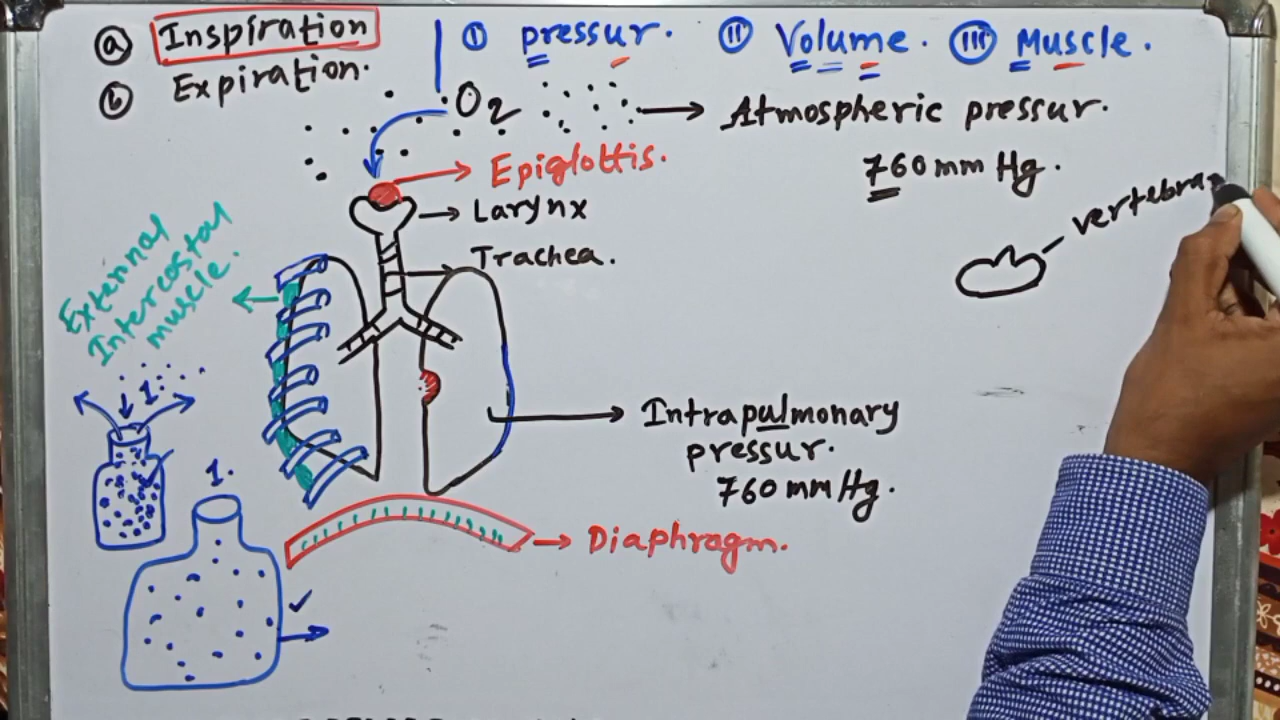 ⓐ Inspiration
ⓑ Expiration.
① pressur. Ⅱ Volume. Ⅲ Muscle.
O2
Atmospheric pressur.
760 mm Hg.
Epiglottis.
Larynx
Trachea.
vertebra
External
Intercostal
muscle.
1.
1.
Intrapulmonary
pressur.
760 mm Hg.
Diaphragm.